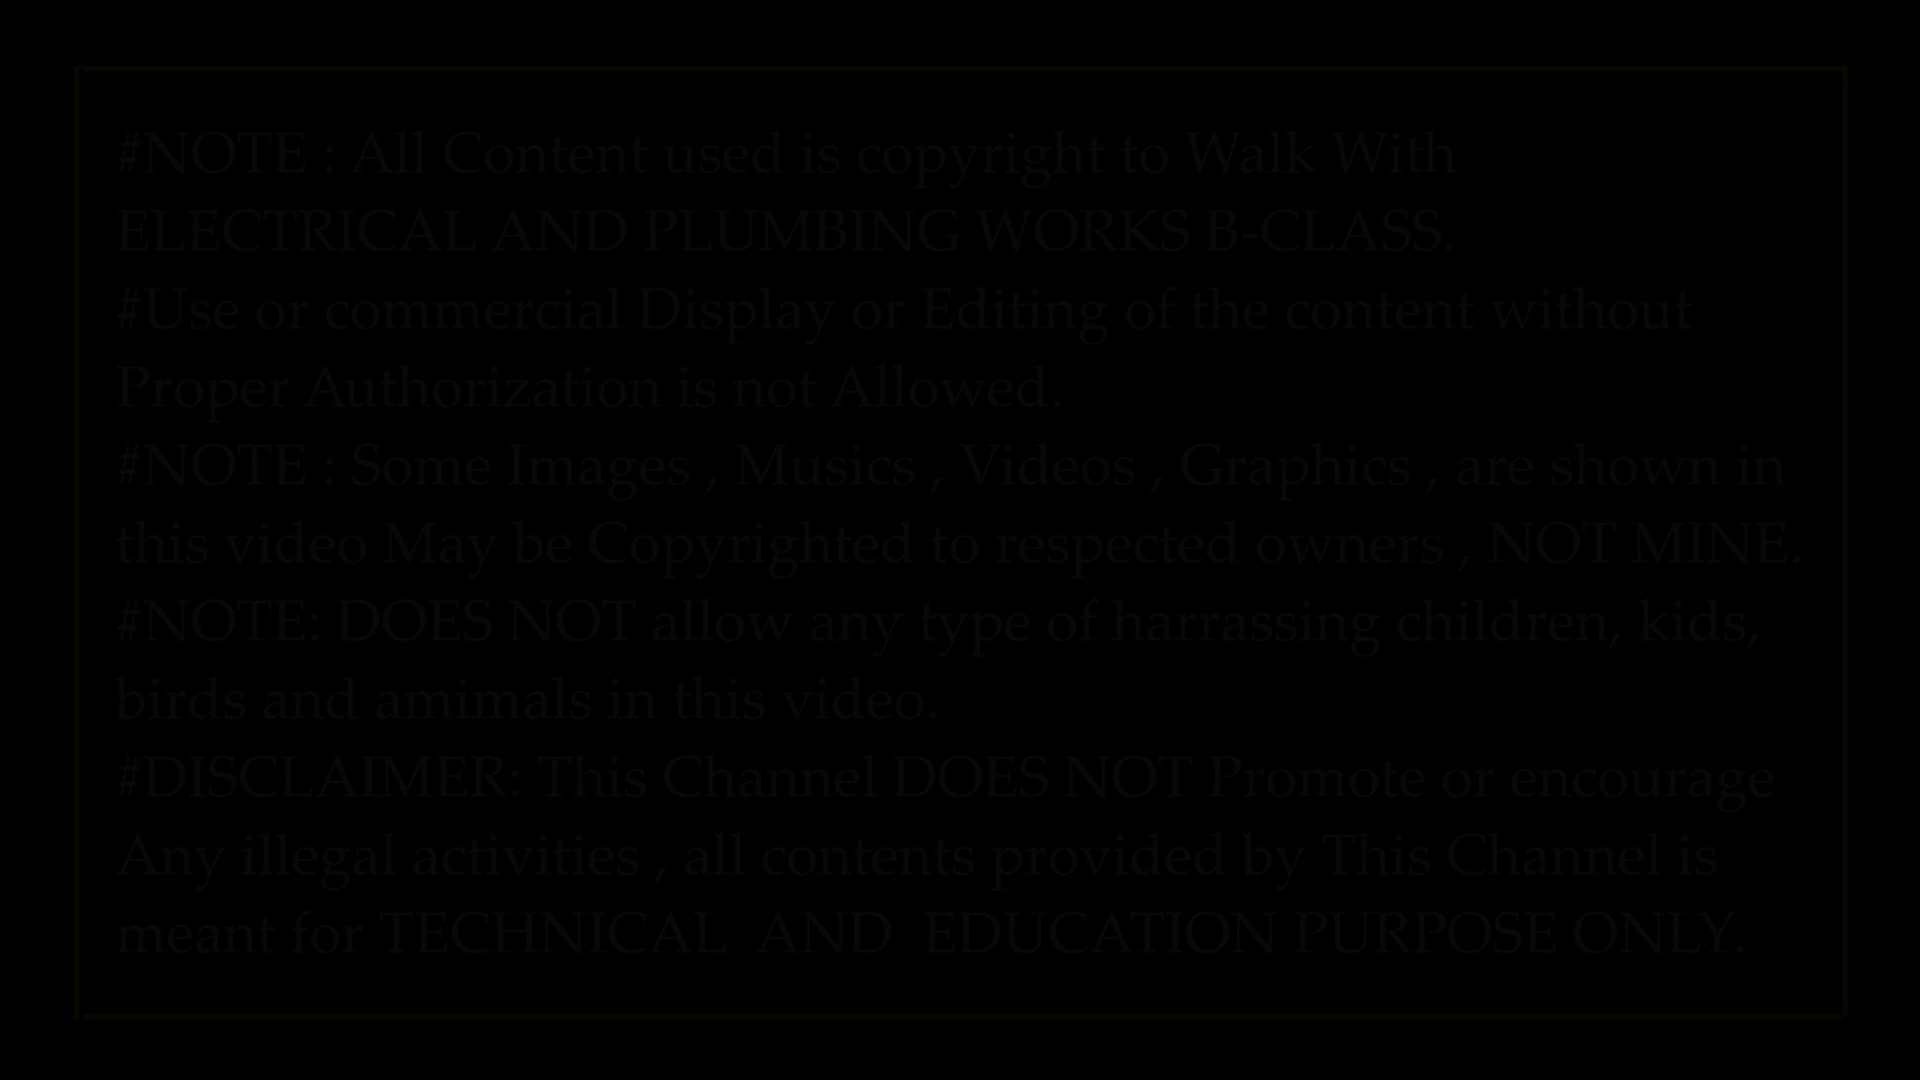 #NOTE : All Content used is copyright to Walk With
ELECTRICAL AND PLUMBING WORKS B-CLASS.
#Use or commercial Display or Editing of the content without
Proper Authorization is not Allowed.
#NOTE : Some Images , Musics , Videos , Graphics , are shown in
this video May be Copyrighted to respected owners , NOT MINE.
#NOTE: DOES NOT allow any type of harrassing children, kids,
birds and amimals in this video.
#DISCLAIMER: This Channel DOES NOT Promote or encourage
Any illegal activities , all contents provided by This Channel is
meant for TECHNICAL  AND  EDUCATION PURPOSE ONLY.